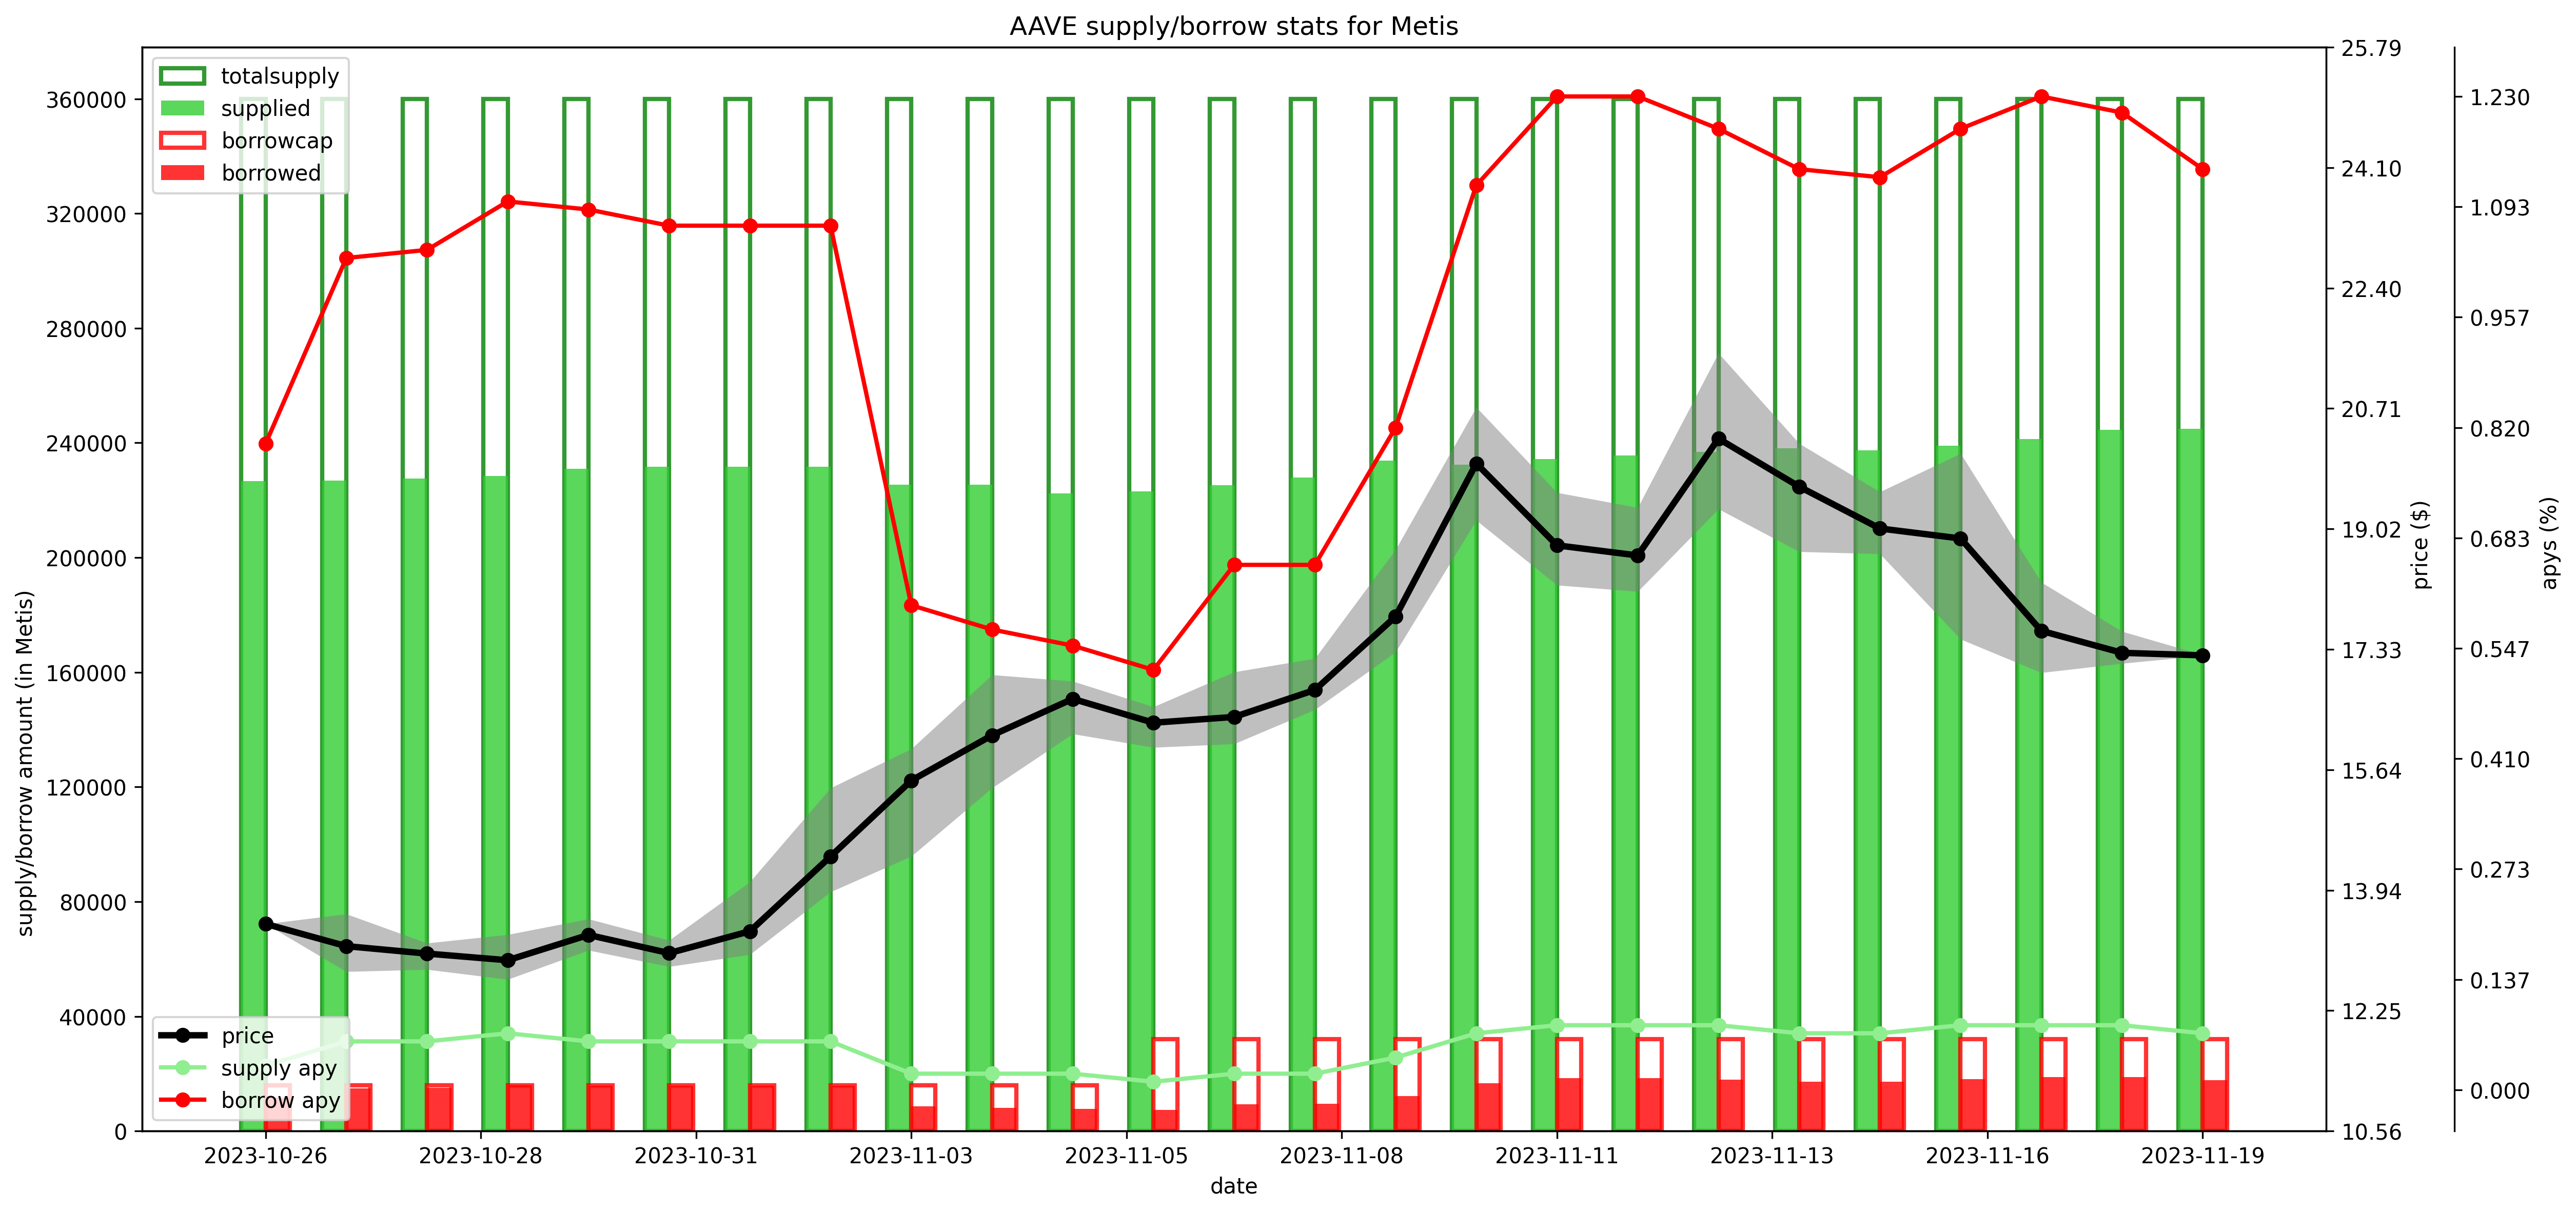 AAVE supply/borrow stats for Metis
totalsupply
supplied
borrowcap
borrowed
price
supply apy
borrow apy
supply/borrow amount (in Metis)
360000
320000
280000
240000
200000
160000
120000
80000
40000
0
25.79
24.10
22.40
20.71
19.02
17.33
15.64
13.94
12.25
10.56
price ($)
1.230
1.093
0.957
0.820
0.683
0.547
0.410
0.273
0.137
0.000
apys (%)
2023-10-26 2023-10-28 2023-10-31 2023-11-03 2023-11-05 2023-11-08 2023-11-11 2023-11-13 2023-11-16 2023-11-19
date